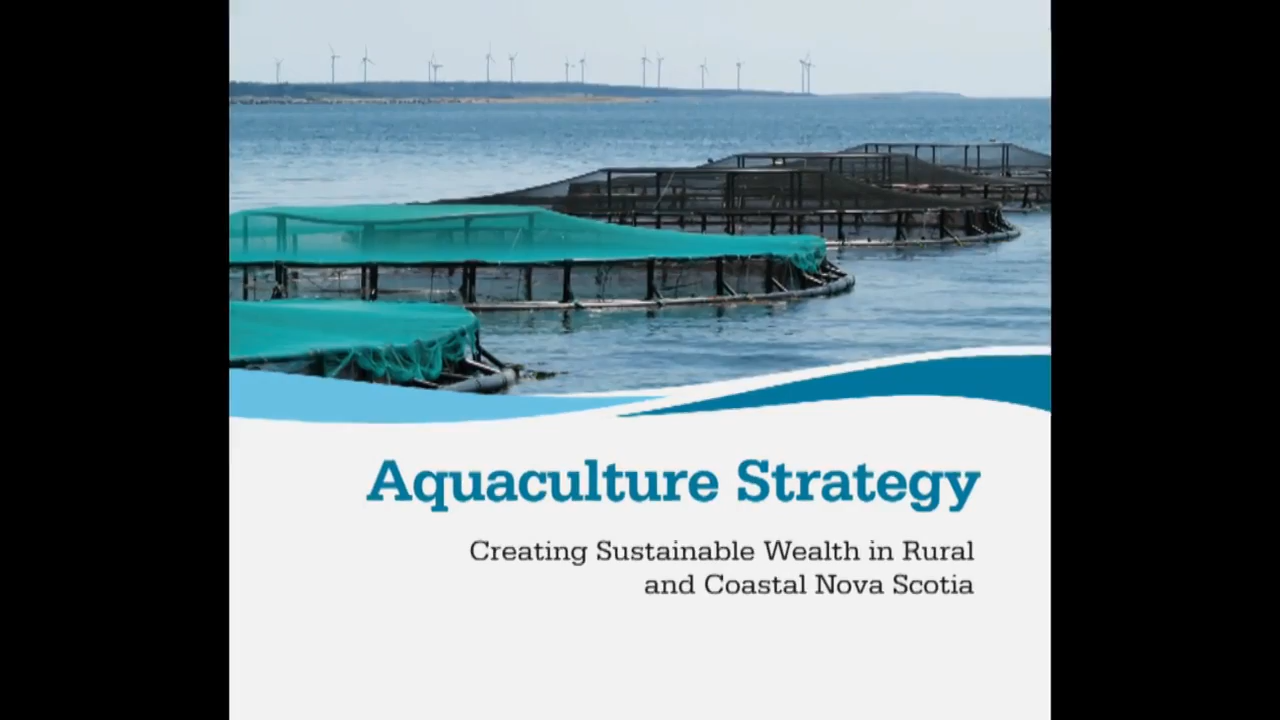 Aquaculture Strategy
Creating Sustainable Wealth in Rural
and Coastal Nova Scotia